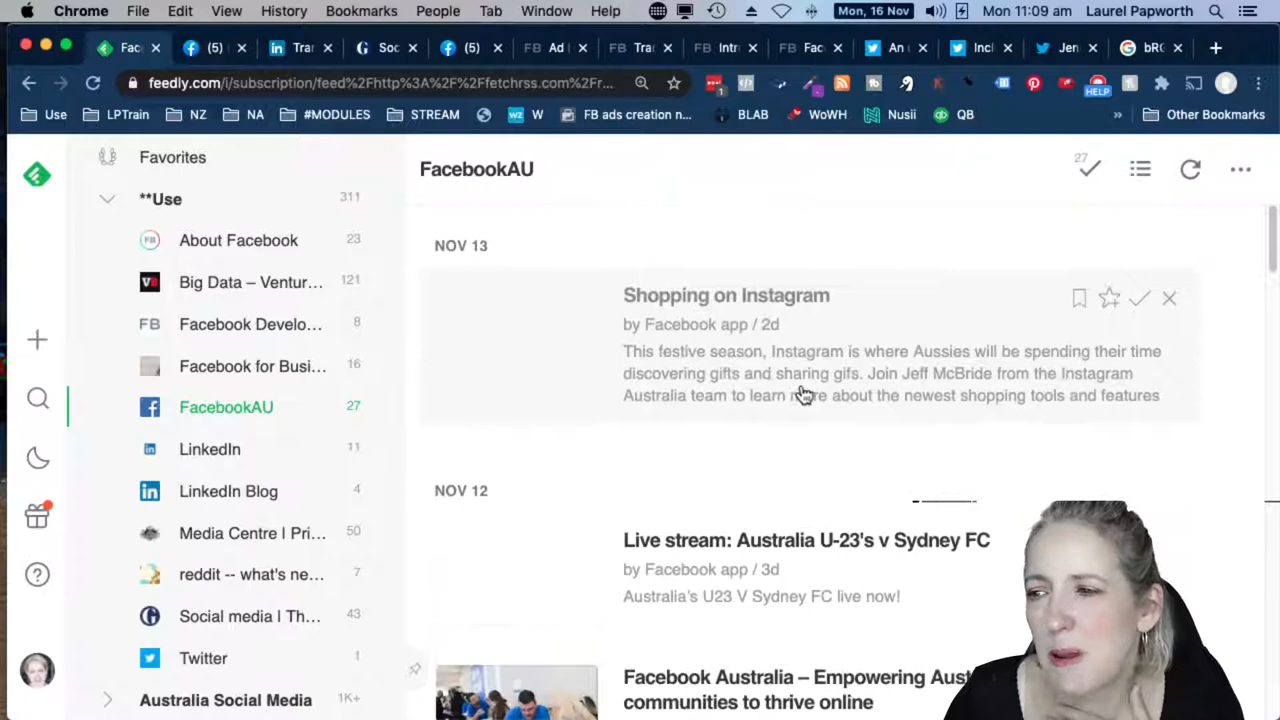 Chrome File Edit View History Bookmarks People Tab Window Help Mon, 16 Nov Mon 11:09 am Laurel Papworth
Fac (5) Trar Soc (5) FB Ad FB Trar FB Intr FB Fac An Incl Jer bR(
feedly.com/i/subscription/feed%2Fhttp%3A%2F%2Ffetchrss.com%2Fr... 1 HELP
Use LPTrain NZ NA #MODULES STREAM WZ W FB ads creation n... BLAB WoWH Nusii QB » Other Bookmarks
Favorites
**Use 311
About Facebook 23
VB Big Data – Ventur... 121
FB Facebook Develo... 8
Facebook for Busi... 16
FacebookAU 27
LinkedIn 11
LinkedIn Blog 4
Media Centre | Pri... 50
reddit -- what's ne... 7
Social media | Th... 43
Twitter 1
Australia Social Media 1K+
FacebookAU 27
NOV 13
Shopping on Instagram
by Facebook app / 2d
This festive season, Instagram is where Aussies will be spending their time
discovering gifts and sharing gifs. Join Jeff McBride from the Instagram
Australia team to learn more about the newest shopping tools and features
NOV 12
Live stream: Australia U-23's v Sydney FC
by Facebook app / 3d
Australia's U23 V Sydney FC live now!
Facebook Australia – Empowering Aust
communities to thrive online